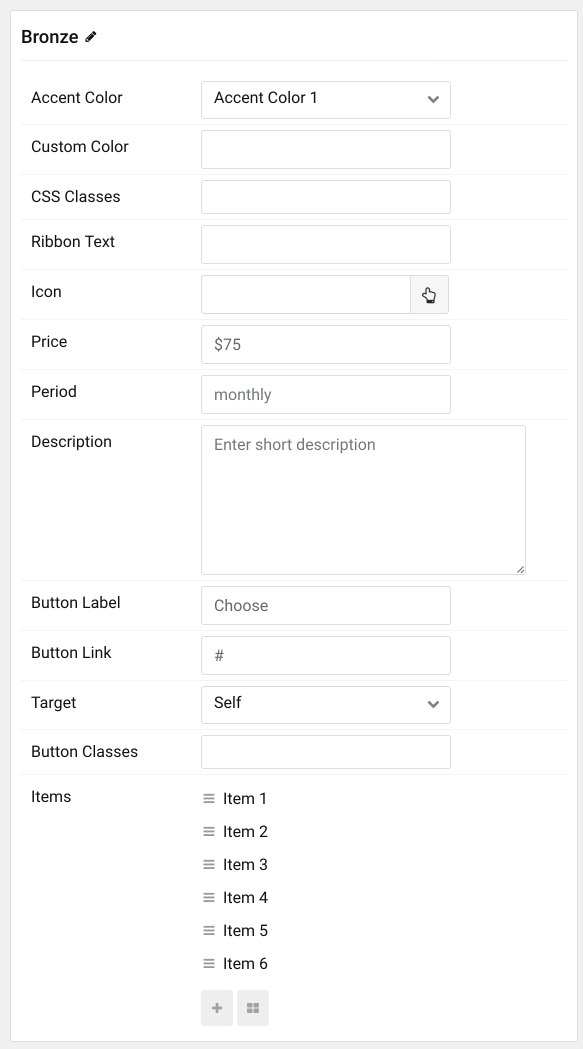 Bronze
Accent Color Accent Color 1
Custom Color
CSS Classes
Ribbon Text
Icon
Price $75
Period monthly
Description Enter short description
Button Label Choose
Button Link #
Target Self
Button Classes
Items Item 1
Item 2
Item 3
Item 4
Item 5
Item 6